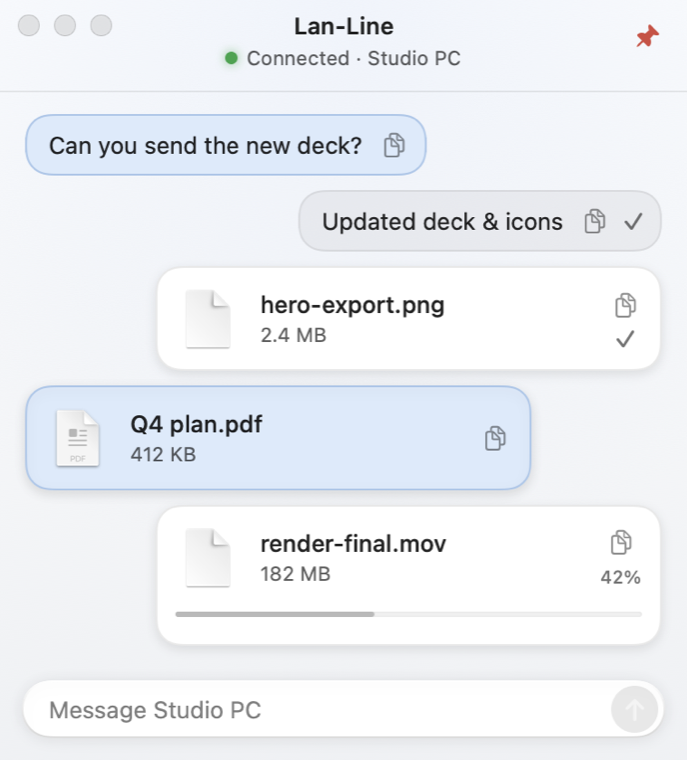 Lan-Line
Connected · Studio PC
Can you send the new deck?
Updated deck & icons
hero-export.png
2.4 MB
Q4 plan.pdf
412 KB
PDF
render-final.mov
182 MB
42%
Message Studio PC